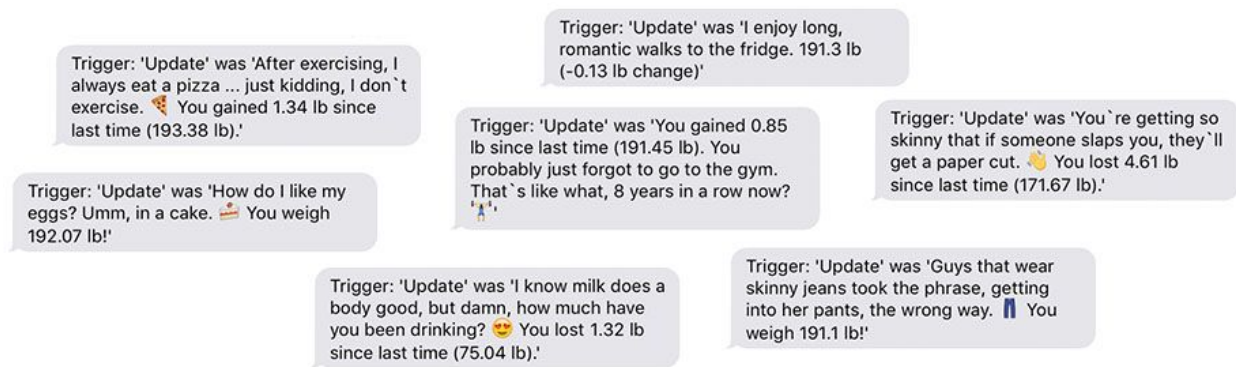 Trigger: 'Update' was 'I enjoy long,
romantic walks to the fridge. 191.3 lb
(-0.13 lb change)'
Trigger: 'Update' was 'After exercising, I
always eat a pizza ... just kidding, I don`t
exercise. 🍕 You gained 1.34 lb since
last time (193.38 lb).'
Trigger: 'Update' was 'You gained 0.85
lb since last time (191.45 lb). You
probably just forgot to go to the gym.
That`s like what, 8 years in a row now?
🏋️'
Trigger: 'Update' was 'You`re getting so
skinny that if someone slaps you, they`ll
get a paper cut. 👋 You lost 4.61 lb
since last time (171.67 lb).'
Trigger: 'Update' was 'How do I like my
eggs? Umm, in a cake. 🍰 You weigh
192.07 lb!'
Trigger: 'Update' was 'I know milk does a
body good, but damn, how much have
you been drinking? 😍 You lost 1.32 lb
since last time (75.04 lb).'
Trigger: 'Update' was 'Guys that wear
skinny jeans took the phrase, getting
into her pants, the wrong way. 👖 You
weigh 191.1 lb!'